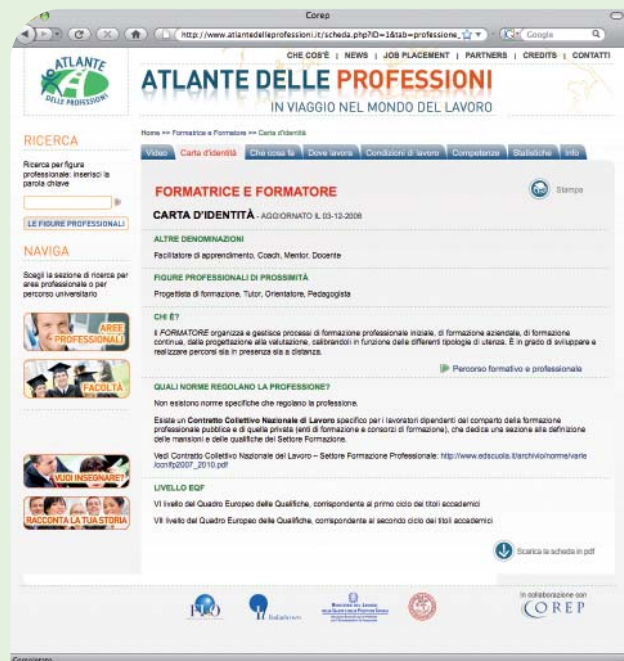 Corep
http://www.atlantedelleprofessioni.it/scheda.php?ID=1&tab=professione_
Google
CHE COS'È | NEWS | JOB PLACEMENT | PARTNERS | CREDITS | CONTATTI
ATLANTE
DELLE PROFESSIONI
ATLANTE DELLE PROFESSIONI
IN VIAGGIO NEL MONDO DEL LAVORO
Home >> Formatrice e Formatore >> Carta d'identità
Video Carta d'identità Che cosa fa Dove lavora Condizioni di lavoro Competenze Statistiche Info
RICERCA
Ricerca per figura
professionale: inserisci la
parola chiave
LE FIGURE PROFESSIONALI
NAVIGA
Scegli la sezione di ricerca per
area professionale o per
percorso universitario
AREE
PROFESSIONALI
FACOLTÀ
VUOI INSEGNARE?
RACCONTA LA TUA STORIA
FORMATRICE E FORMATORE
Stampa
CARTA D'IDENTITÀ - AGGIORNATO IL 03-12-2008
ALTRE DENOMINAZIONI
Facilitatore di apprendimento, Coach, Mentor, Docente
FIGURE PROFESSIONALI DI PROSSIMITÀ
Progettista di formazione, Tutor, Orientatore, Pedagogista
CHI È?
Il FORMATORE organizza e gestisce processi di formazione professionale iniziale, di formazione aziendale, di formazione
continua, dalla progettazione alla valutazione, calibrandoli in funzione delle differenti tipologie di utenza. È in grado di sviluppare e
realizzare percorsi sia in presenza sia a distanza.
Percorso formativo e professionale
QUALI NORME REGOLANO LA PROFESSIONE?
Non esistono norme specifiche che regolano la professione.
Esiste un Contratto Collettivo Nazionale di Lavoro specifico per i lavoratori dipendenti del comparto della formazione
professionale pubblica e di quella privata (enti di formazione e consorzi di formazione), che dedica una sezione alla definizione
delle mansioni e delle qualifiche del Settore Formazione.
Vedi Contratto Collettivo Nazionale del Lavoro – Settore Formazione Professionale: http://www.edscuola.it/archivio/norme/varie
/ccnlfp2007_2010.pdf
LIVELLO EQF
VI livello del Quadro Europeo delle Qualifiche, corrispondente al primo ciclo dei titoli accademici
VII livello del Quadro Europeo delle Qualifiche, corrispondente al secondo ciclo dei titoli accademici
Scarica la scheda in pdf
In collaborazione con
COREP
Italialavoro
Completato